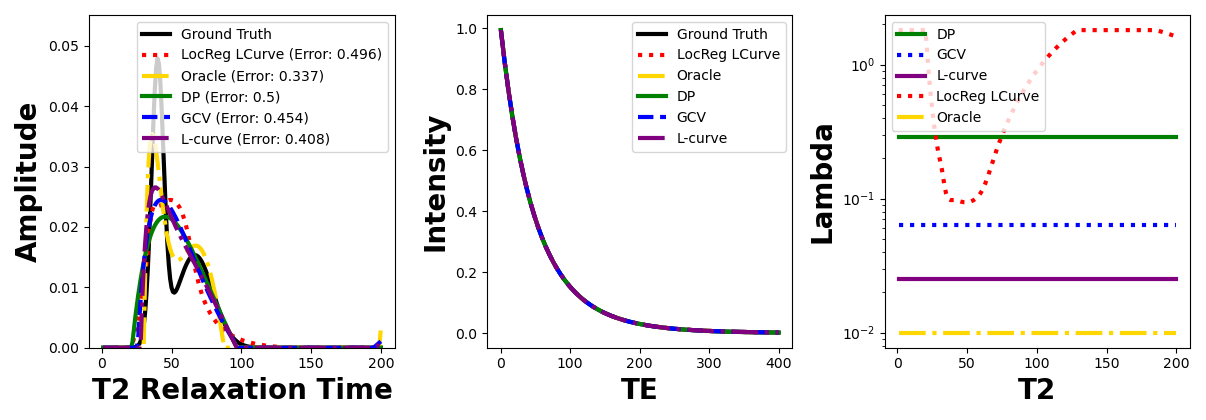 Amplitude
0.05
0.04
0.03
0.02
0.01
0.00
Ground Truth
LocReg LCurve (Error: 0.496)
Oracle (Error: 0.337)
DP (Error: 0.5)
GCV (Error: 0.454)
L-curve (Error: 0.408)
0 50 100 150 200
T2 Relaxation Time
Intensity
1.0
0.8
0.6
0.4
0.2
0.0
Ground Truth
LocReg LCurve
Oracle
DP
GCV
L-curve
0 100 200 300 400
TE
Lambda
10⁰
10⁻¹
10⁻²
DP
GCV
L-curve
LocReg LCurve
Oracle
0 50 100 150 200
T2